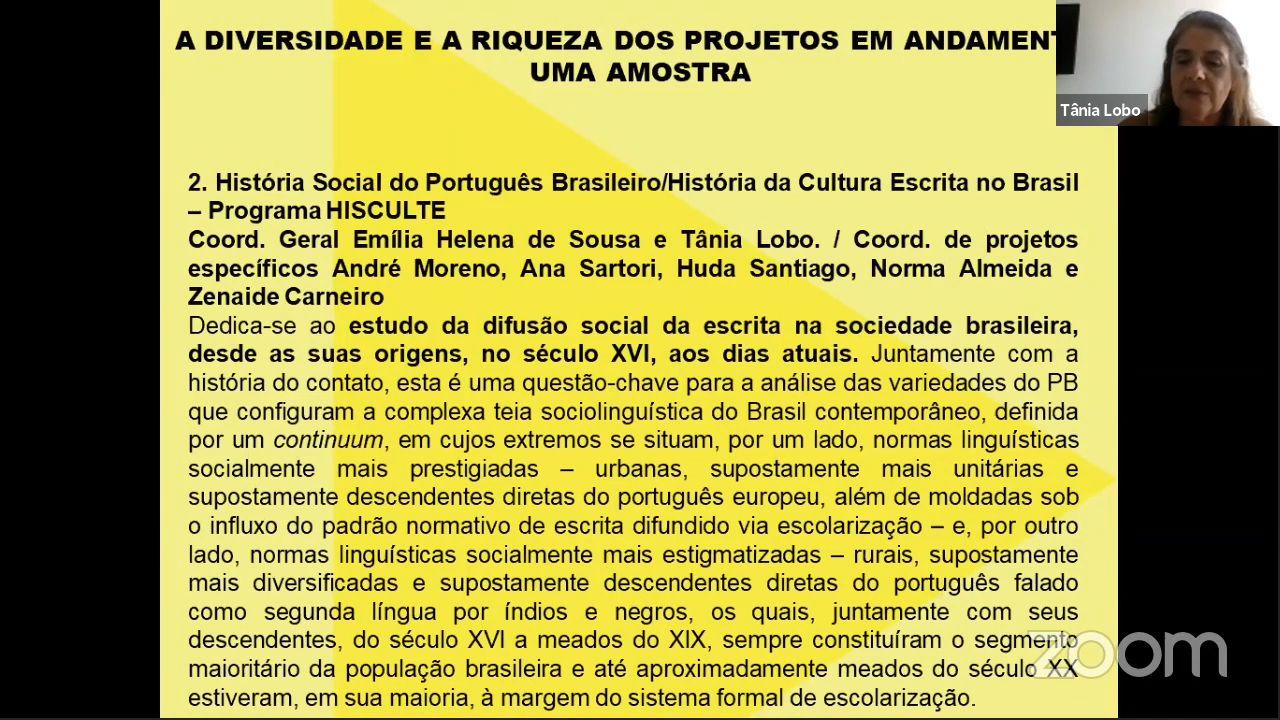 A DIVERSIDADE E A RIQUEZA DOS PROJETOS EM ANDAMENT
UMA AMOSTRA
Tânia Lobo
2. História Social do Português Brasileiro/História da Cultura Escrita no Brasil
– Programa HISCULTE
Coord. Geral Emília Helena de Sousa e Tânia Lobo. / Coord. de projetos
específicos André Moreno, Ana Sartori, Huda Santiago, Norma Almeida e
Zenaide Carneiro
Dedica-se ao estudo da difusão social da escrita na sociedade brasileira,
desde as suas origens, no século XVI, aos dias atuais. Juntamente com a
história do contato, esta é uma questão-chave para a análise das variedades do PB
que configuram a complexa teia sociolinguística do Brasil contemporâneo, definida
por um continuum, em cujos extremos se situam, por um lado, normas linguísticas
socialmente mais prestigiadas – urbanas, supostamente mais unitárias e
supostamente descendentes diretas do português europeu, além de moldadas sob
o influxo do padrão normativo de escrita difundido via escolarização – e, por outro
lado, normas linguísticas socialmente mais estigmatizadas – rurais, supostamente
mais diversificadas e supostamente descendentes diretas do português falado
como segunda língua por índios e negros, os quais, juntamente com seus
descendentes, do século XVI a meados do XIX, sempre constituíram o segmento
maioritário da população brasileira e até aproximadamente meados do século XX
estiveram, em sua maioria, à margem do sistema formal de escolarização.
zoom